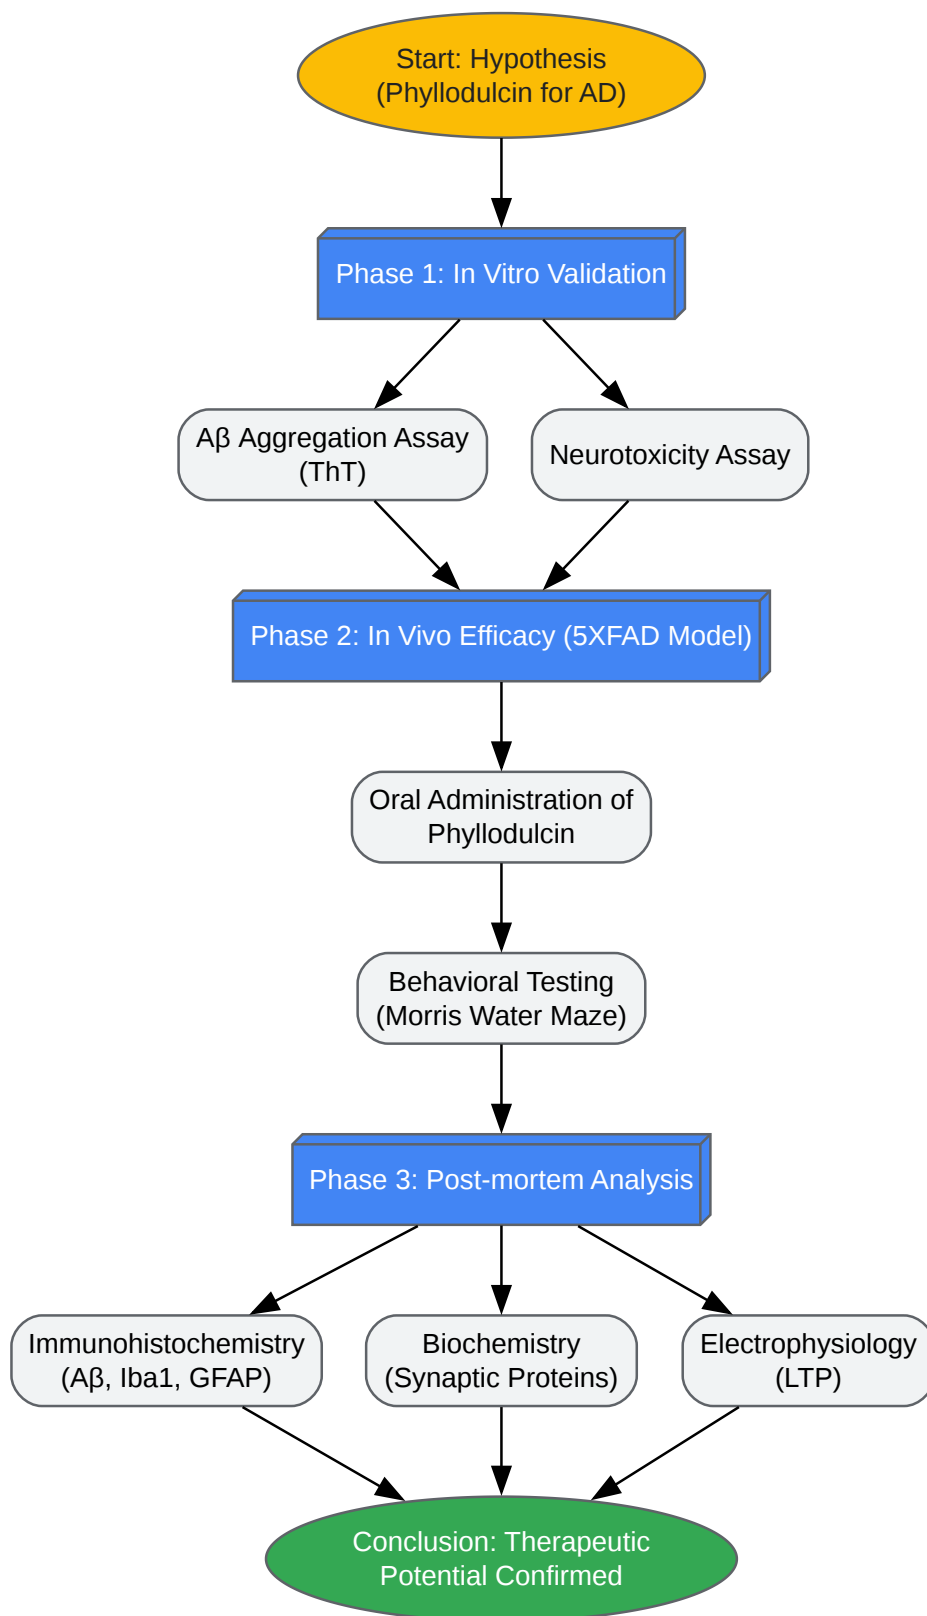 Start: Hypothesis
(Phyllodulcin for AD)
Phase 1: In Vitro Validation
Aβ Aggregation Assay
(ThT)
Neurotoxicity Assay
Phase 2: In Vivo Efficacy (5XFAD Model)
Oral Administration of
Phyllodulcin
Behavioral Testing
(Morris Water Maze)
Phase 3: Post-mortem Analysis
Immunohistochemistry
(Aβ, Iba1, GFAP)
Biochemistry
(Synaptic Proteins)
Electrophysiology
(LTP)
Conclusion: Therapeutic
Potential Confirmed